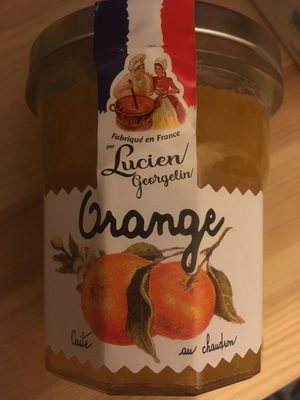 Fabriqué en France
par Lucien
Georgelin
Orange
Cuite au chaudron